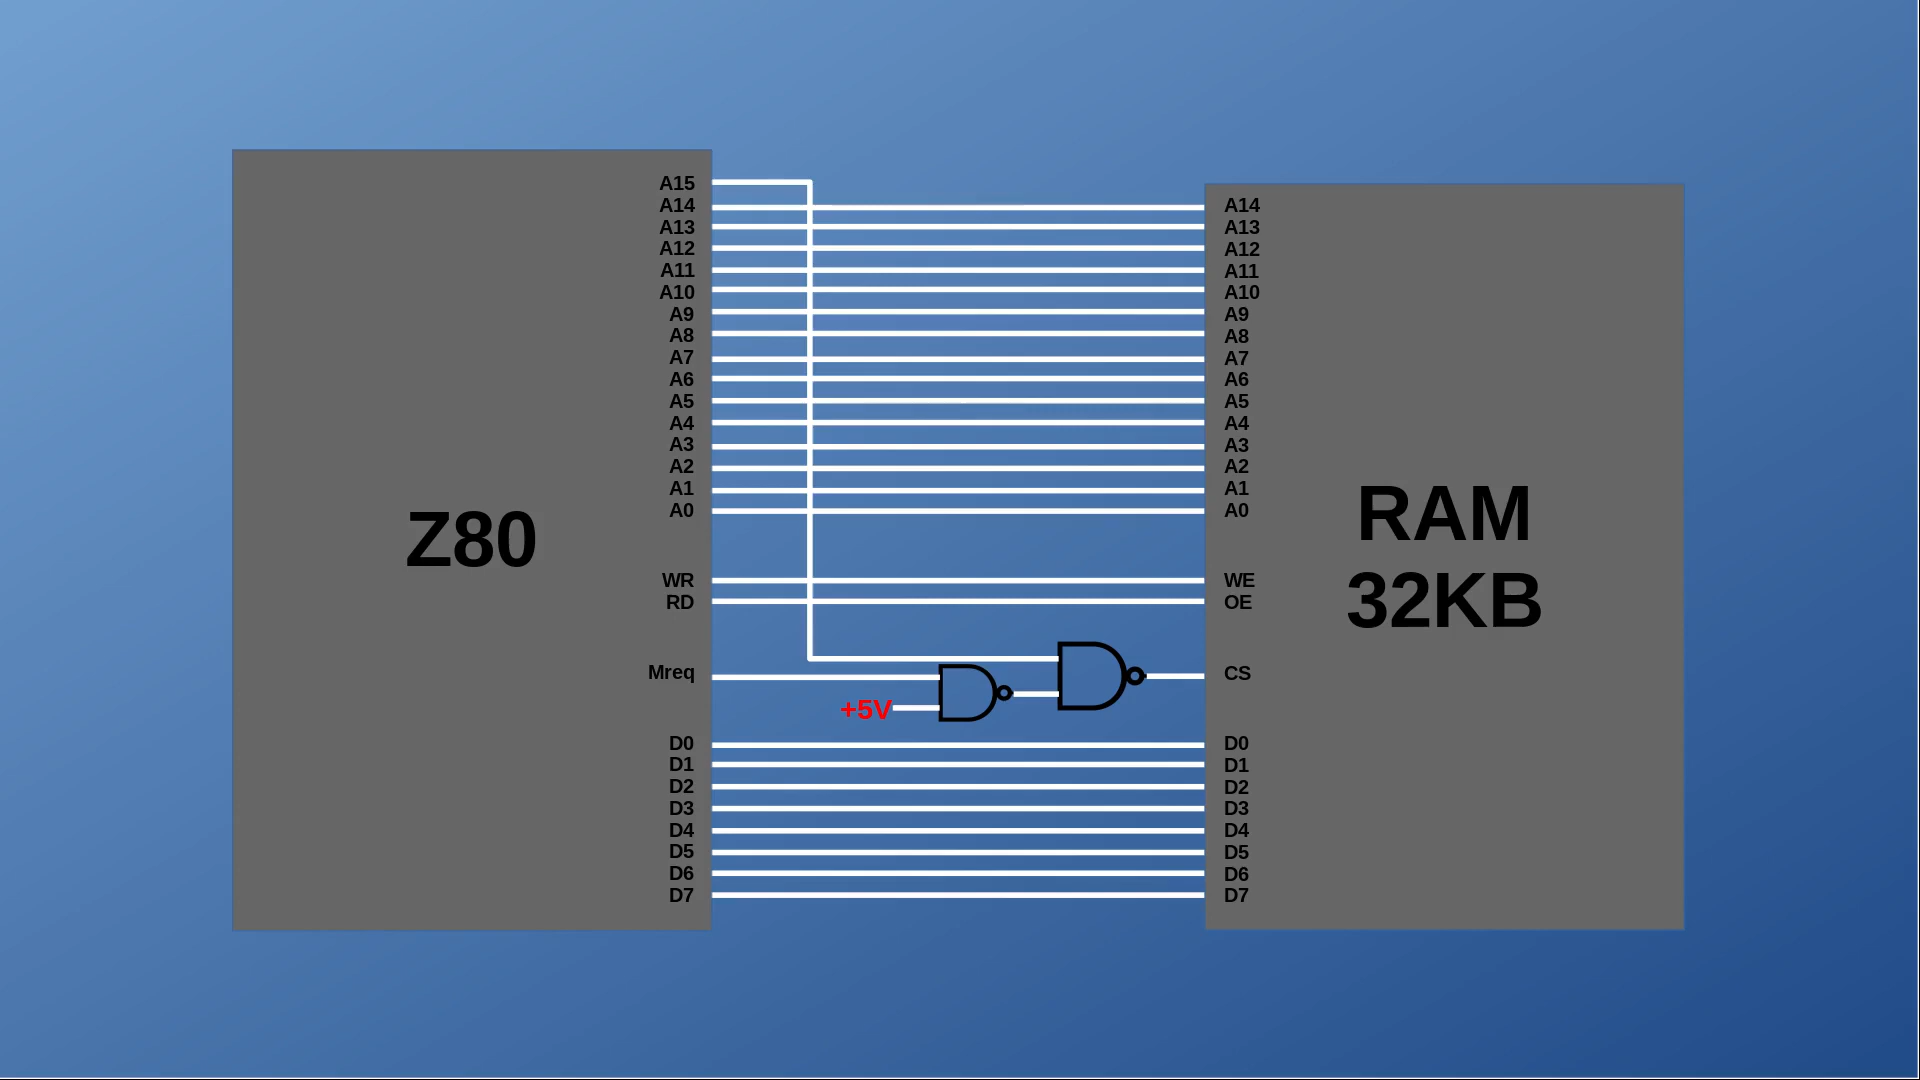 Z80
A15
A14
A13
A12
A11
A10
A9
A8
A7
A6
A5
A4
A3
A2
A1
A0
WR
RD
Mreq
D0
D1
D2
D3
D4
D5
D6
D7
+5V
A14
A13
A12
A11
A10
A9
A8
A7
A6
A5
A4
A3
A2
A1
A0
WE
OE
CS
D0
D1
D2
D3
D4
D5
D6
D7
RAM
32KB